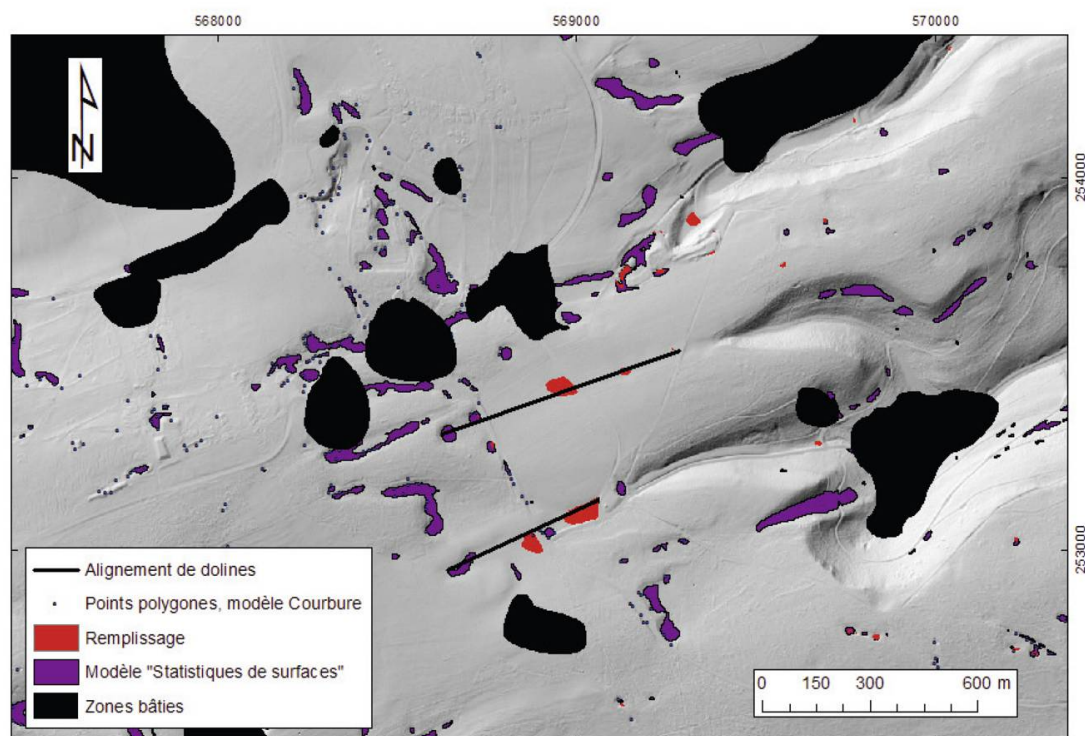 568000
569000
570000
N
254000
253000
Alignement de dolines
Points polygones, modèle Courbure
Remplissage
Modèle "Statistiques de surfaces"
Zones bâties
0 150 300 600 m